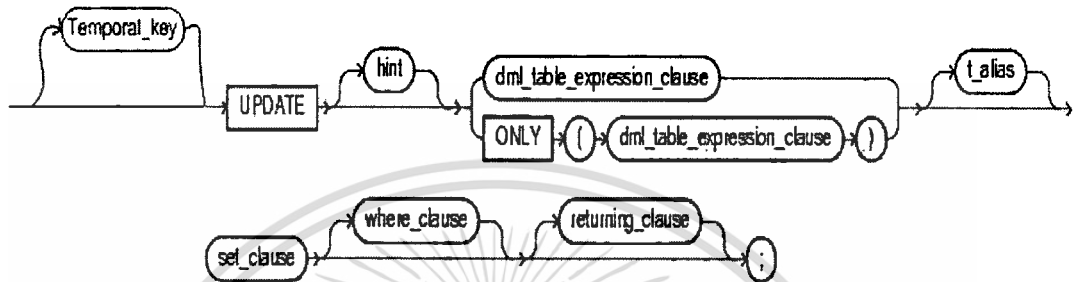 Temporal_key
UPDATE hint dml_table_expression_clause t_alias
ONLY ( dml_table_expression_clause )
where_clause returning_clause
set_clause ;